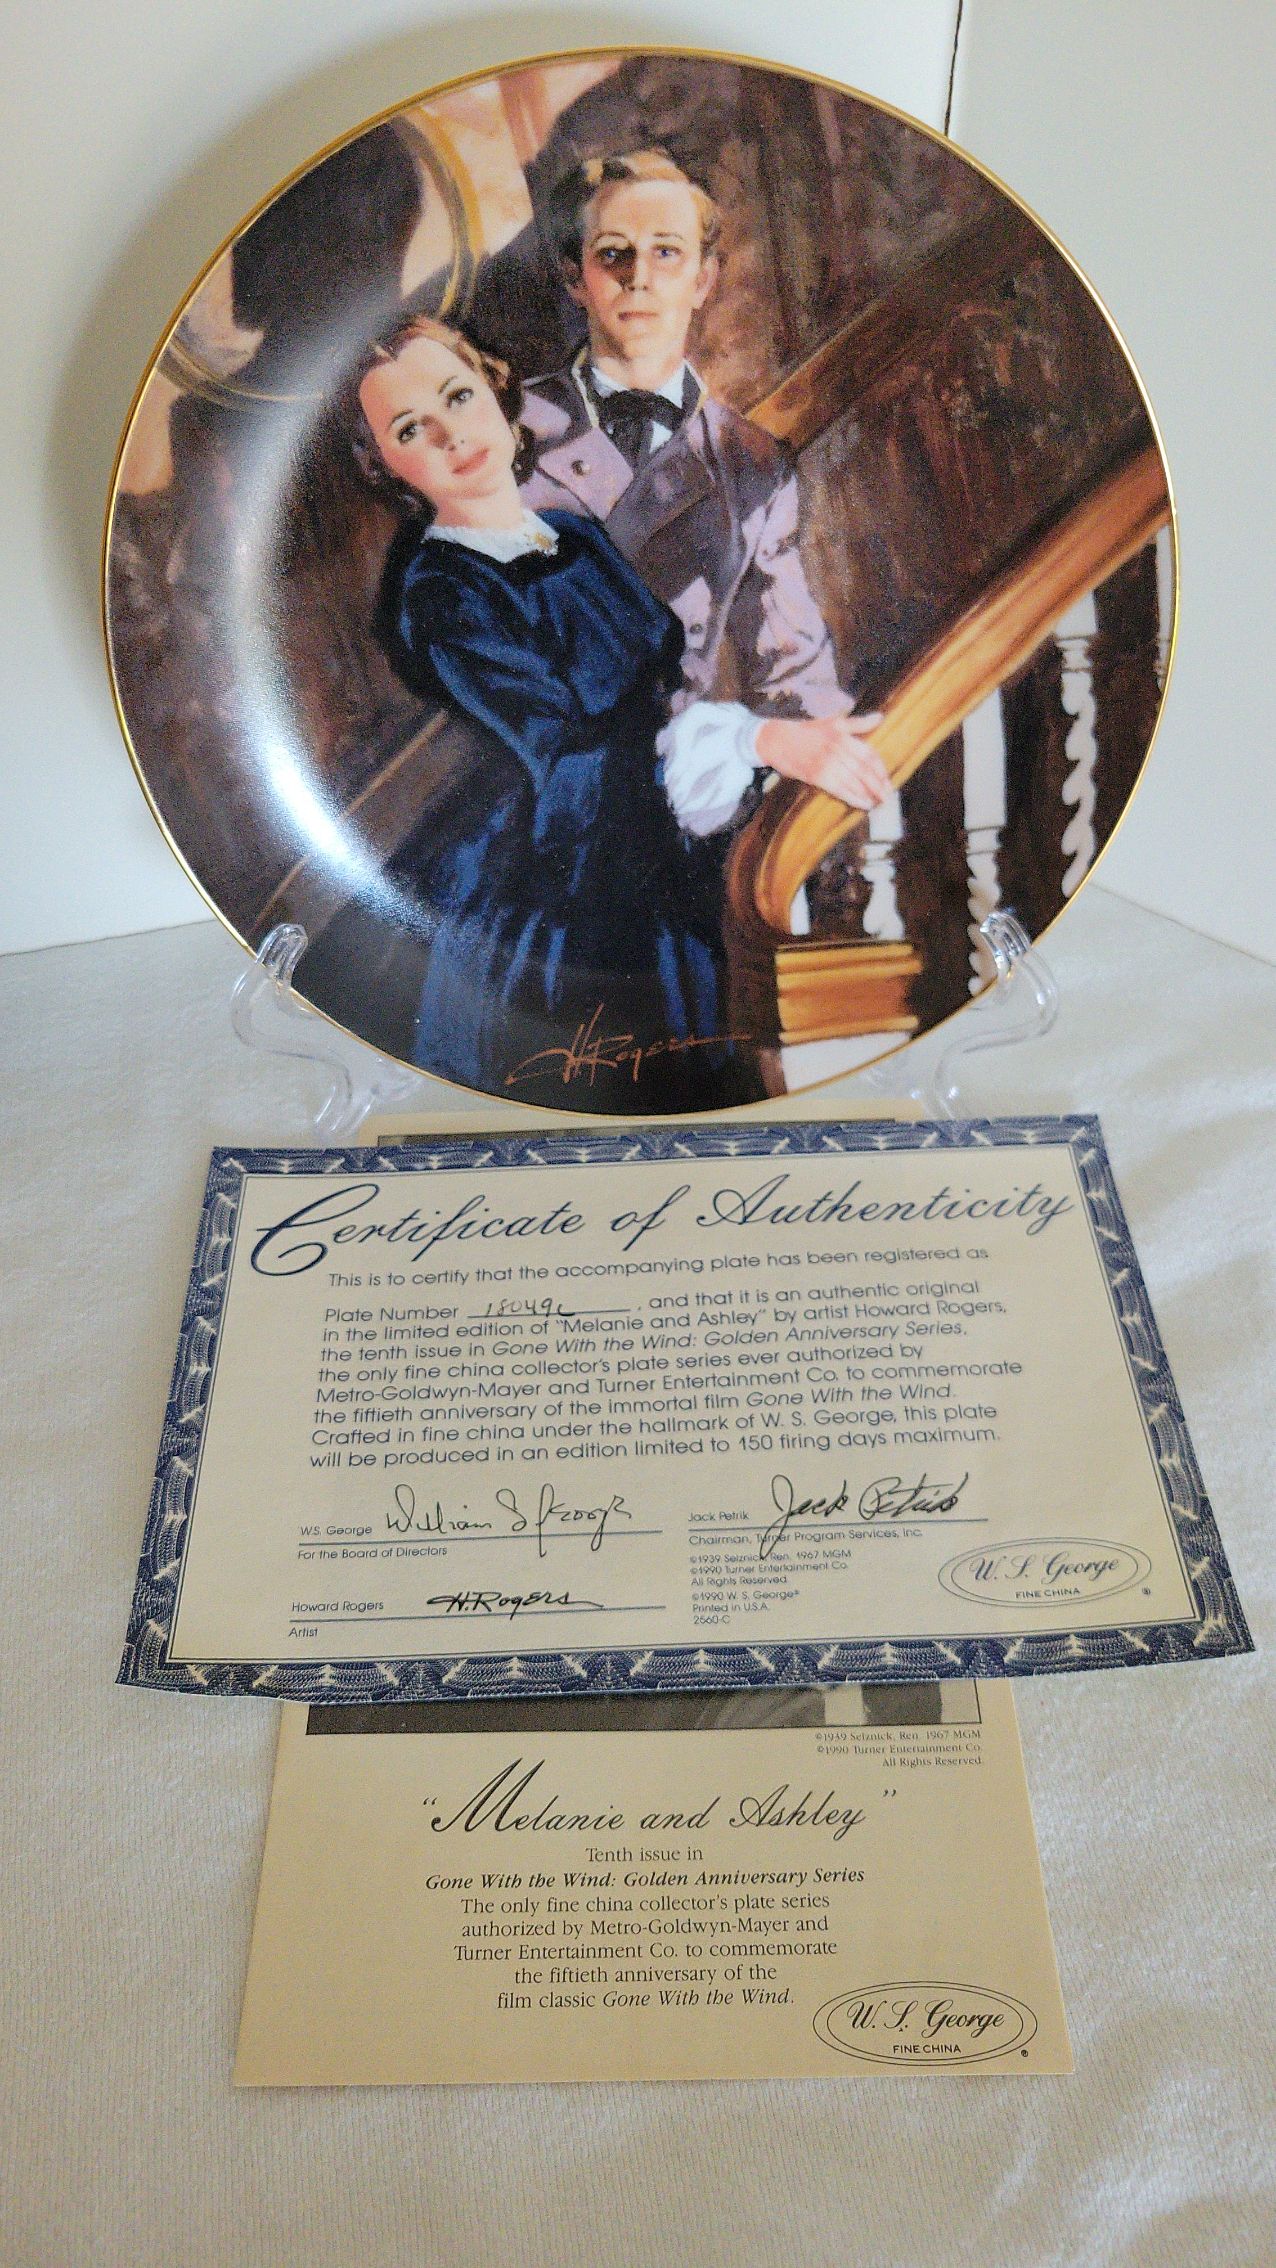 H. Rogers
Certificate of Authenticity
This is to certify that the accompanying plate has been registered as
Plate Number 18049C, and that it is an authentic original
in the limited edition of "Melanie and Ashley" by artist Howard Rogers,
the tenth issue in Gone With the Wind: Golden Anniversary Series,
the only fine china collector's plate series ever authorized by
Metro-Goldwyn-Mayer and Turner Entertainment Co. to commemorate
the fiftieth anniversary of the immortal film Gone With the Wind.
Crafted in fine china under the hallmark of W. S. George, this plate
will be produced in an edition limited to 150 firing days maximum.
W.S. George William S George
For the Board of Directors
Jack Petrik Jack Petrik
Chairman, Turner Program Services, Inc.
©1939 Selznick, Ren. 1967 MGM
©1990 Turner Entertainment Co.
All Rights Reserved.
©1990 W. S. George®
Printed in U.S.A.
2560-C
Howard Rogers H. Rogers
Artist
W. S. George
FINE CHINA
®
©1939 Selznick, Ren. 1967 MGM
©1990 Turner Entertainment Co.
All Rights Reserved.
"Melanie and Ashley"
Tenth issue in
Gone With the Wind: Golden Anniversary Series
The only fine china collector's plate series
authorized by Metro-Goldwyn-Mayer and
Turner Entertainment Co. to commemorate
the fiftieth anniversary of the
film classic Gone With the Wind.
W. S. George
FINE CHINA
®